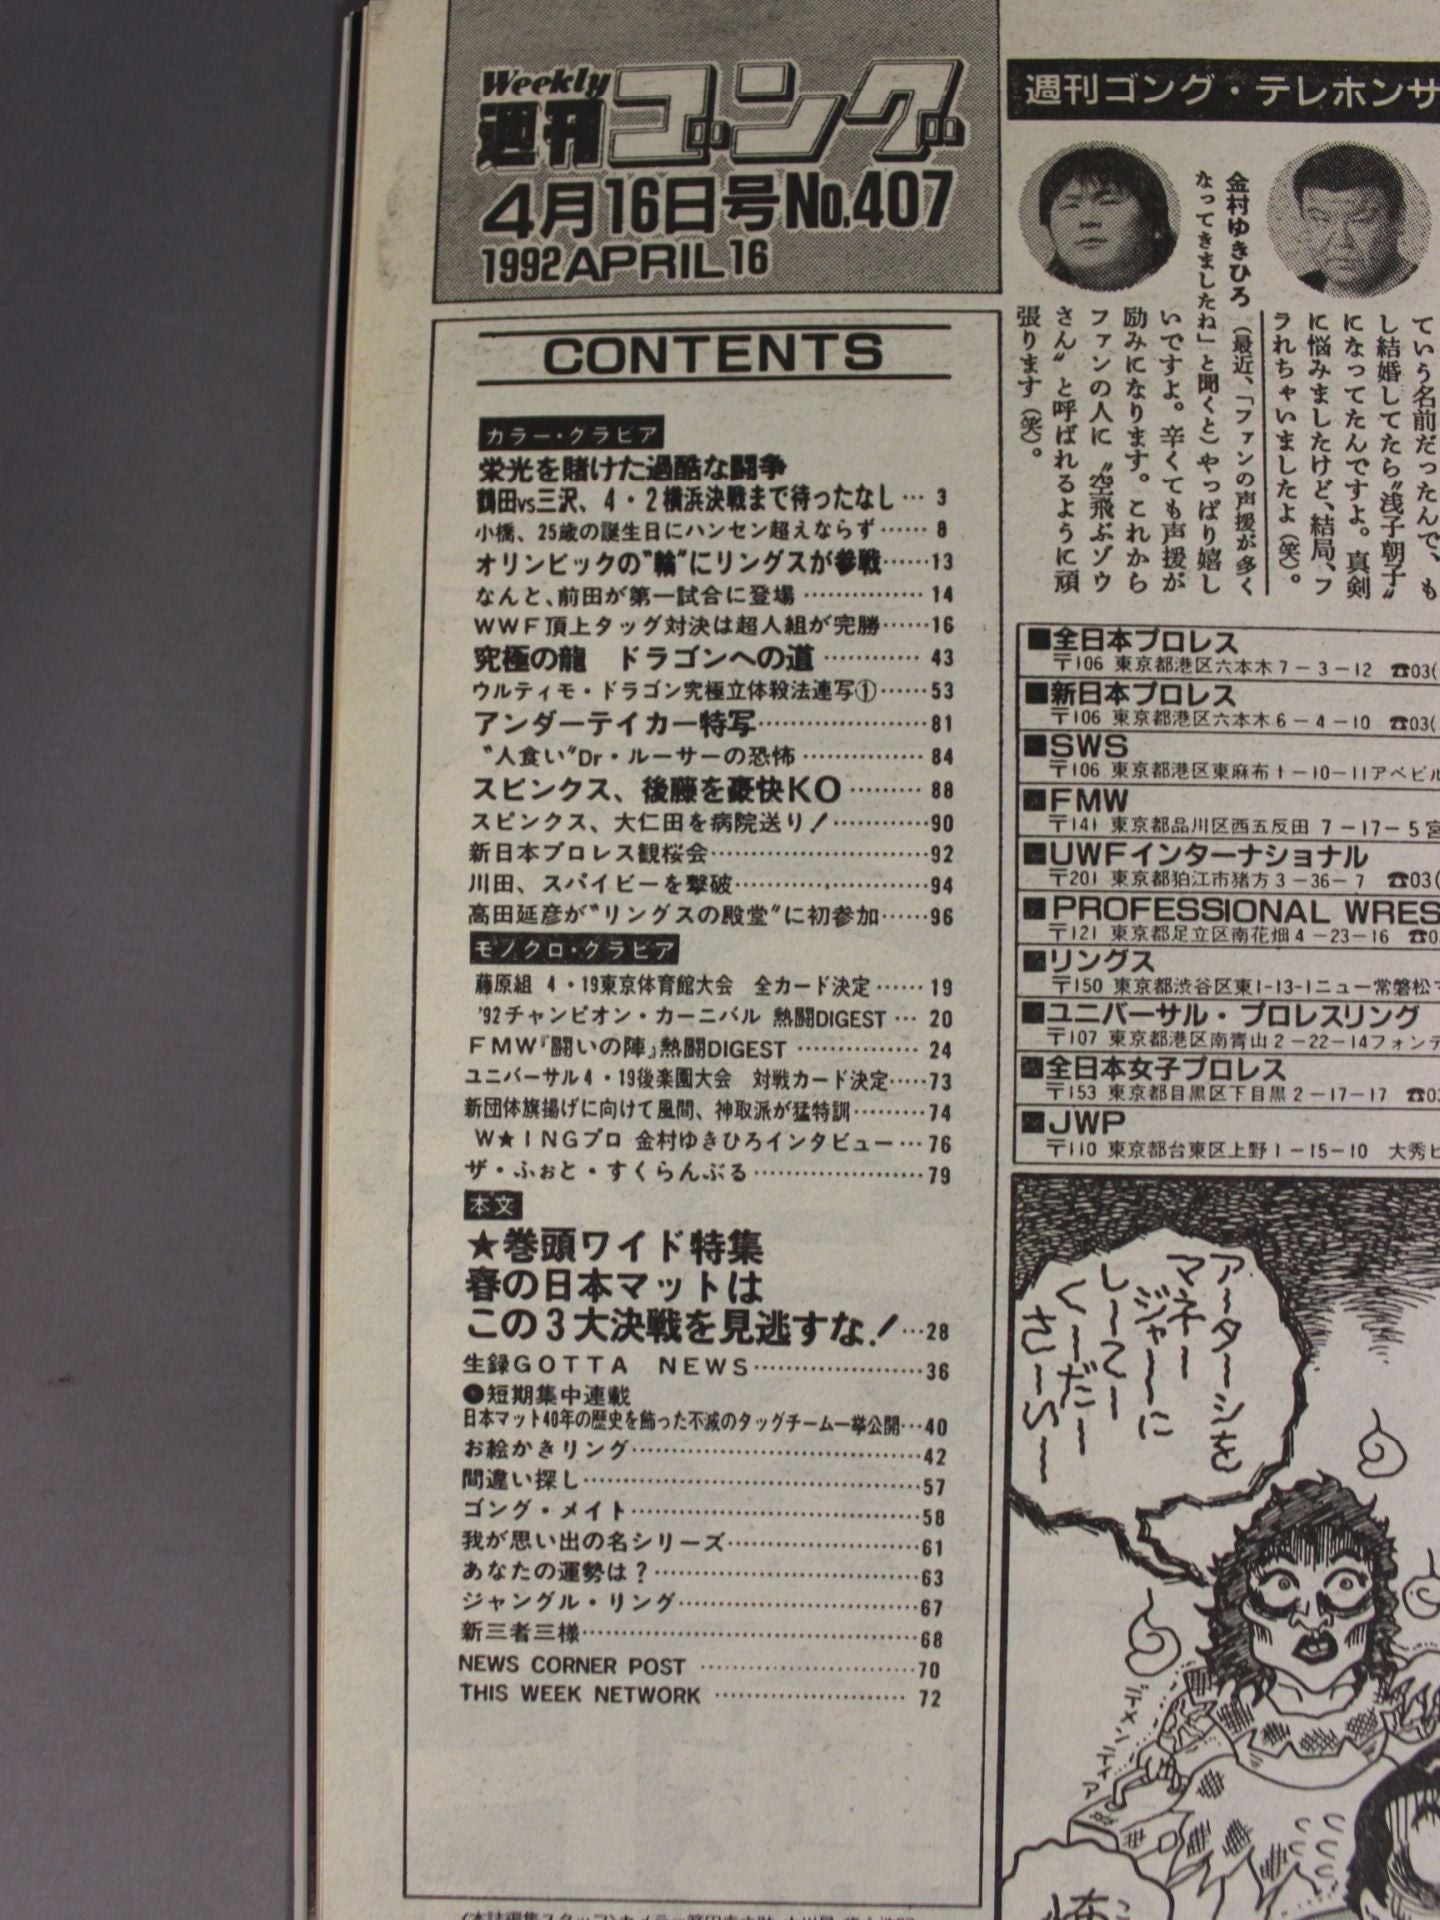 Weekly
週刊ゴング
4月16日号No.407
1992 APRIL 16
CONTENTS
カラー・グラビア
栄光を賭けた過酷な闘争
鶴田vs三沢、4・2横浜決戦まで待ったなし … 3
小橋、25歳の誕生日にハンセン超えならず …… 8
オリンピックの〝輪〟にリングスが参戦 …… 13
なんと、前田が第一試合に登場 …………… 14
WWF頂上タッグ対決は超人組が完勝 …… 16
究極の龍 ドラゴンへの道 ………… 43
ウルティモ・ドラゴン究極立体殺法連写① …… 53
アンダーテイカー特写 ……………… 81
〝人食い〟Dr・ルーサーの恐怖 …………… 84
スピンクス、後藤を豪快KO ……… 88
スピンクス、大仁田を病院送り! ………… 90
新日本プロレス観桜会 ……………………… 92
川田、スパイビーを撃破 …………………… 94
高田延彦が〝リングスの殿堂〟に初参加 …… 96
モノクロ・グラビア
藤原組 4・19東京体育館大会 全カード決定 …… 19
'92チャンピオン・カーニバル 熱闘DIGEST … 20
FMW『闘いの陣』熱闘DIGEST …………… 24
ユニバーサル4・19後楽園大会 対戦カード決定 …… 73
新団体旗揚げに向けて風間、神取派が猛特訓 ……… 74
W★INGプロ 金村ゆきひろインタビュー … 76
ザ・ふぉと・すくらんぶる ………………… 79
本文
★巻頭ワイド特集
春の日本マットは
この3大決戦を見逃すな! … 28
生録GOTTA NEWS ………………… 36
●短期集中連載
日本マット40年の歴史を飾った不滅のタッグチーム一挙公開 … 40
お絵かきリング …………………………… 42
間違い探し ………………………………… 57
ゴング・メイト …………………………… 58
我が思い出の名シリーズ ………………… 61
あなたの運勢は? ………………………… 63
ジャングル・リング ……………………… 67
新三者三様 ………………………………… 68
NEWS CORNER POST ……………………… 70
THIS WEEK NETWORK …………………… 72
週刊ゴング・テレホンサ
ていう名前だったんで、も
し結婚してたら〝浅子朝子〟
になってたんですよ。真剣
に悩みましたけど、結局、フ
ラれちゃいましたよ(笑)。
金村ゆきひろ(最近、「ファンの声援が多く
なってきましたね」と聞くと)やっぱり嬉し
いですよ。辛くても声援が
励みになります。これから
ファンの人に〝空飛ぶゾウ
さん〟と呼ばれるように頑
張ります(笑)。
■全日本プロレス
〒106 東京都港区六本木7-3-12 ☎03(
■新日本プロレス
〒106 東京都港区六本木6-4-10 ☎03(
■SWS
〒106 東京都港区東麻布1-10-11アベビル
■FMW
〒141 東京都品川区西五反田7-17-5宮
■UWFインターナショナル
〒201 東京都狛江市猪方3-36-7 ☎03(
■PROFESSIONAL WRES
〒121 東京都足立区南花畑4-23-16 ☎0
■リングス
〒150 東京都渋谷区東1-13-1ニュー常磐松マ
■ユニバーサル・プロレスリング
〒107 東京都港区南青山2-22-14フォンテ
■全日本女子プロレス
〒153 東京都目黒区下目黒2-17-17 ☎03
■JWP
〒110 東京都台東区上野1-15-10 大秀ビ
アーターシを
マネー
ジャーに
しーてー
くーだー
さーいー